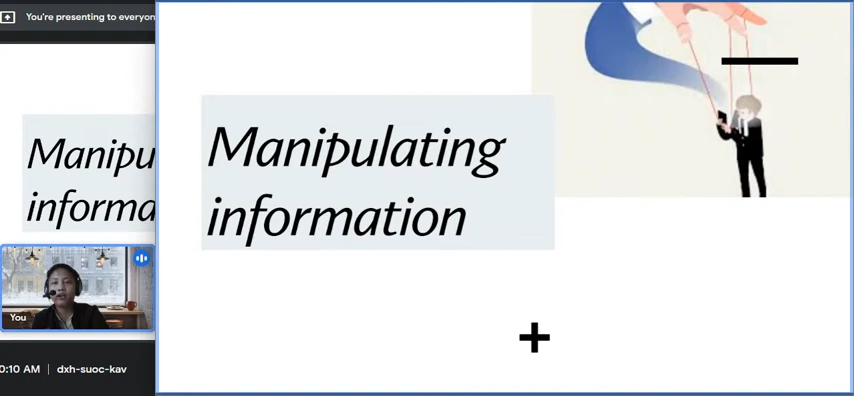 You're presenting to everyon
Manipulating
information
Manipu
informa
You
0:10 AM | dxh-suoc-kav